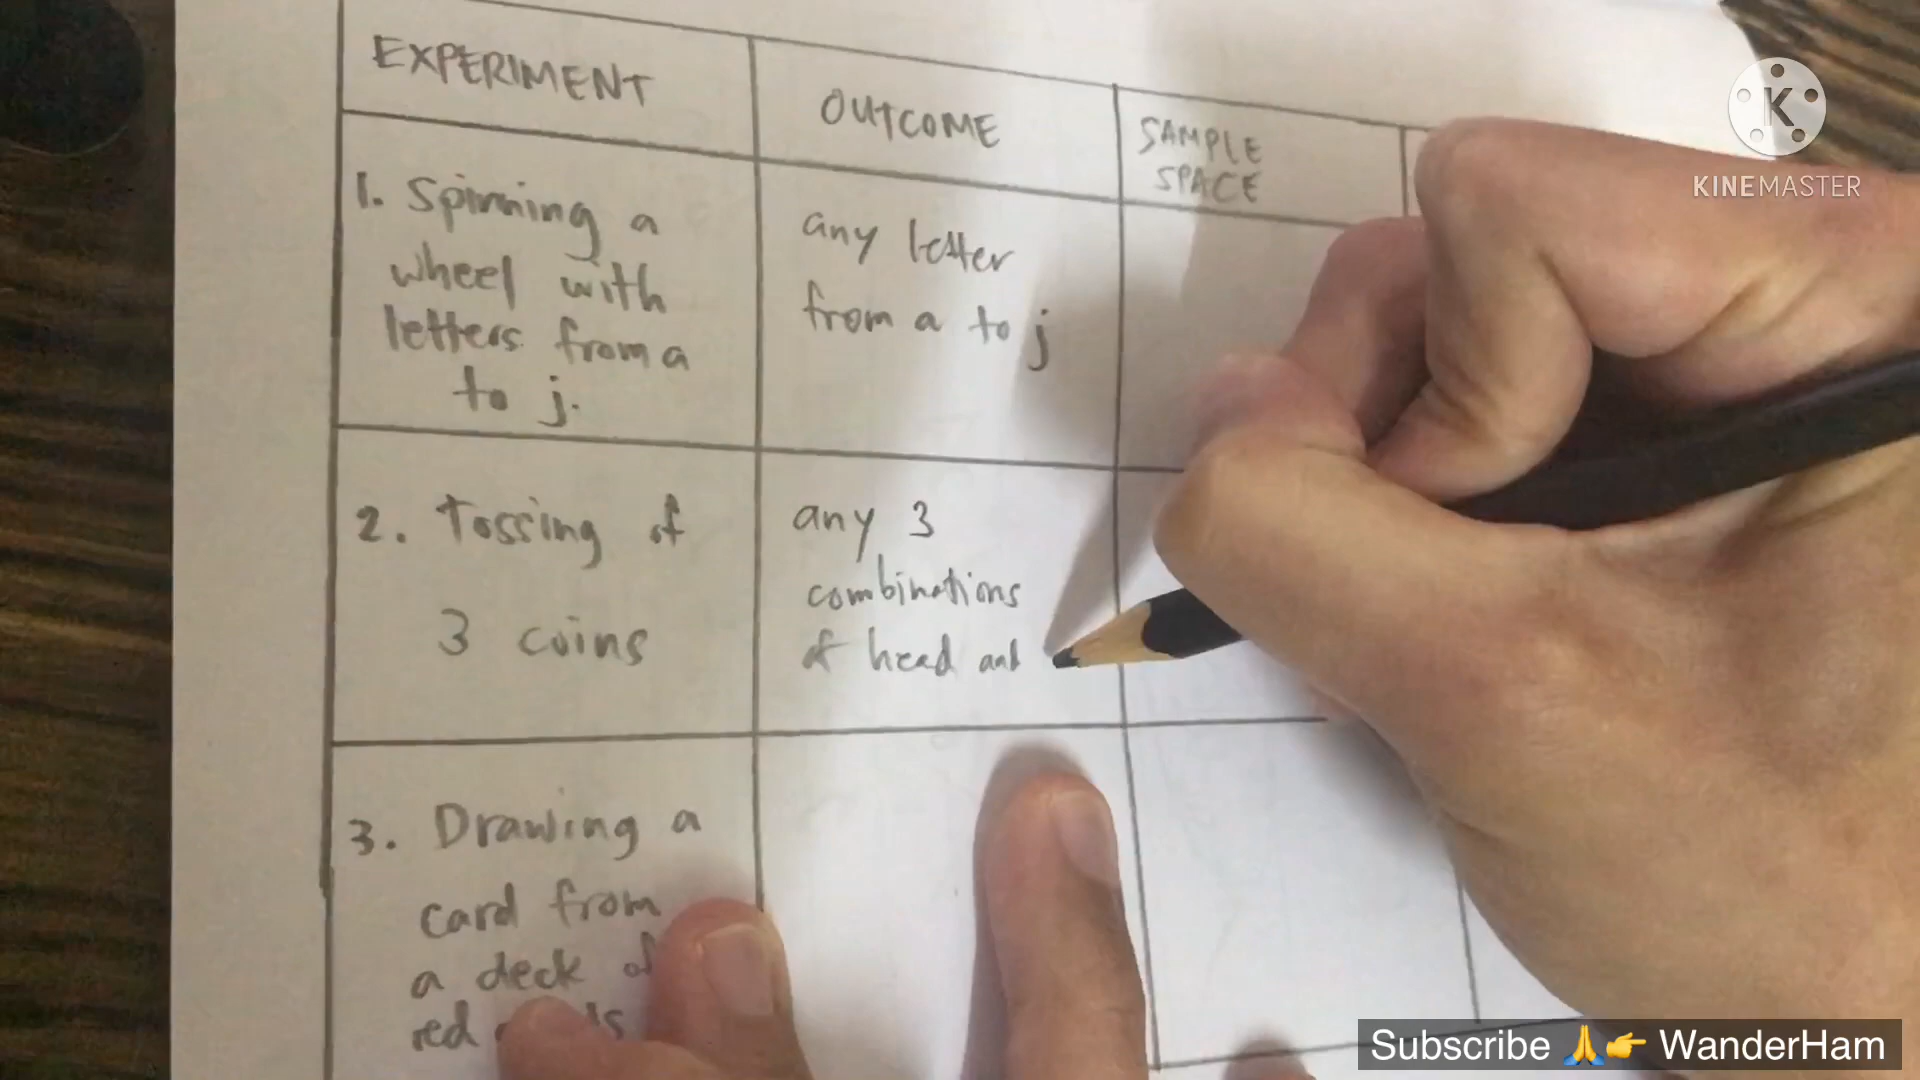 EXPERIMENT
OUTCOME
SAMPLE
SPACE
1. Spinning a
wheel with
letters from a
to j.
any letter
from a to j
2. Tossing of
3 coins
any 3
combinations
of head and
3. Drawing a
card from
a deck of
red
KINEMASTER
Subscribe 🙏👉 WanderHam